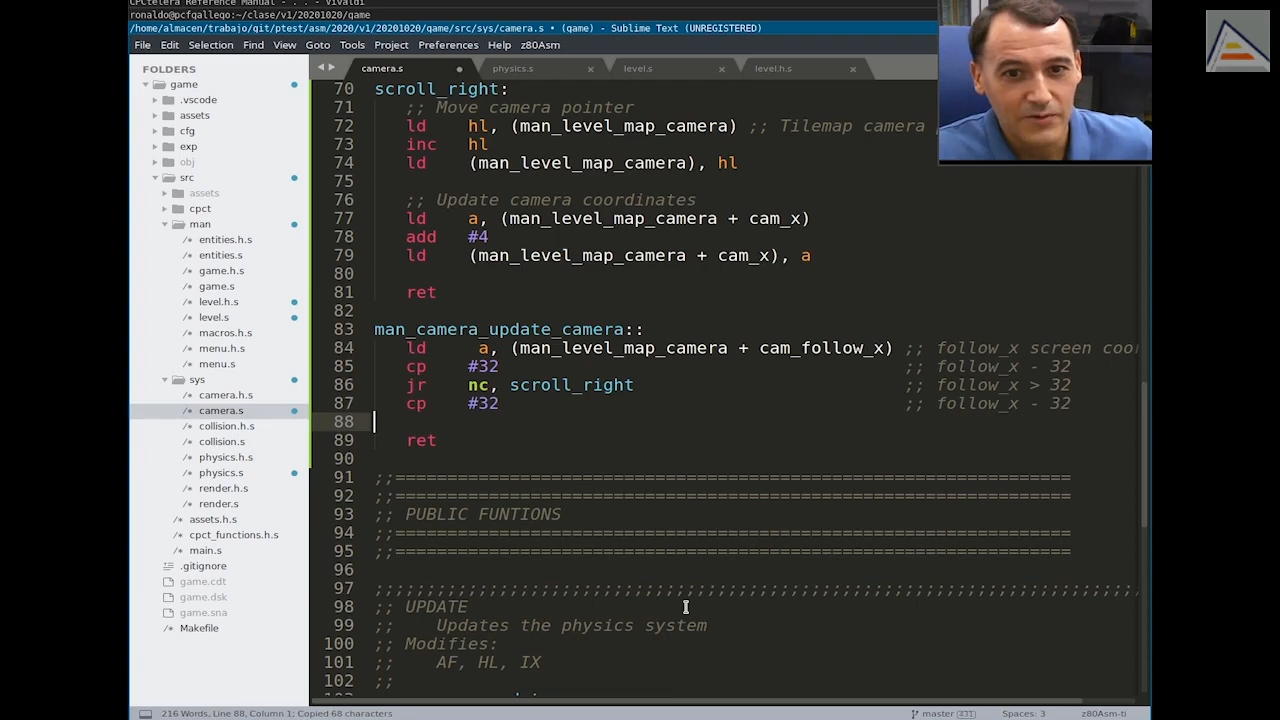 CPCtelera Reference Manual - . . - Vivaldi
ronaldo@pcfgallego:~/clase/v1/20201020/game
/home/almacen/trabajo/git/ptest/asm/2020/v1/20201020/game/src/sys/camera.s • (game) - Sublime Text (UNREGISTERED)
File Edit Selection Find View Goto Tools Project Preferences Help z80Asm
FOLDERS
game
.vscode
assets
cfg
exp
obj
src
assets
cpct
man
entities.h.s
entities.s
game.h.s
game.s
level.h.s
level.s
macros.h.s
menu.h.s
menu.s
sys
camera.h.s
camera.s
collision.h.s
collision.s
physics.h.s
physics.s
render.h.s
render.s
assets.h.s
cpct_functions.h.s
main.s
.gitignore
game.cdt
game.dsk
game.sna
Makefile
camera.s physics.s level.s level.h.s
70 scroll_right:
71 ;; Move camera pointer
72 ld hl, (man_level_map_camera) ;; Tilemap camera
73 inc hl
74 ld (man_level_map_camera), hl
75
76 ;; Update camera coordinates
77 ld a, (man_level_map_camera + cam_x)
78 add #4
79 ld (man_level_map_camera + cam_x), a
80
81 ret
82
83 man_camera_update_camera::
84 ld a, (man_level_map_camera + cam_follow_x) ;; follow_x screen coor
85 cp #32 ;; follow_x - 32
86 jr nc, scroll_right ;; follow_x > 32
87 cp #32 ;; follow_x - 32
88
89 ret
90
91 ;;=================================================================
92 ;;=================================================================
93 ;; PUBLIC FUNTIONS
94 ;;=================================================================
95 ;;=================================================================
96
97 ;;;;;;;;;;;;;;;;;;;;;;;;;;;;;;;;;;;;;;;;;;;;;;;;;;;;;;;;;;;;;;;;;;;;;;;;;
98 ;; UPDATE
99 ;; Updates the physics system
100 ;; Modifies:
101 ;; AF, HL, IX
102 ;;
216 Words, Line 88, Column 1; Copied 68 characters master 431 Spaces: 3 z80Asm-ti